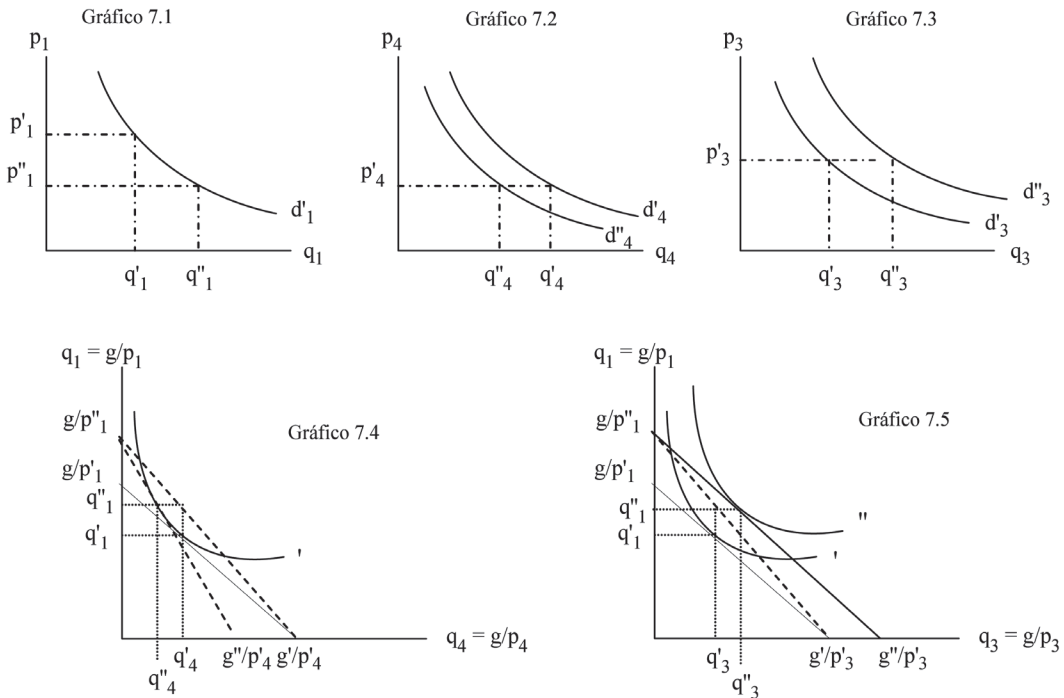 Gráfico 7.1
p₁
p'₁
p"₁
d'₁
q₁
q'₁
q"₁
Gráfico 7.2
p₄
p'₄
d'₄
d"₄
q₄
q"₄
q'₄
Gráfico 7.3
p₃
p'₃
d"₃
d'₃
q₃
q'₃
q"₃
q₁ = g/p₁
Gráfico 7.4
g/p"₁
g/p'₁
q"₁
q'₁
'
q₄ = g/p₄
q'₄
g"/p'₄
g'/p'₄
q"₄
q₁ = g/p₁
Gráfico 7.5
g/p"₁
g/p'₁
q"₁
q'₁
"
'
q₃ = g/p₃
q'₃
g'/p'₃
g"/p'₃
q"₃